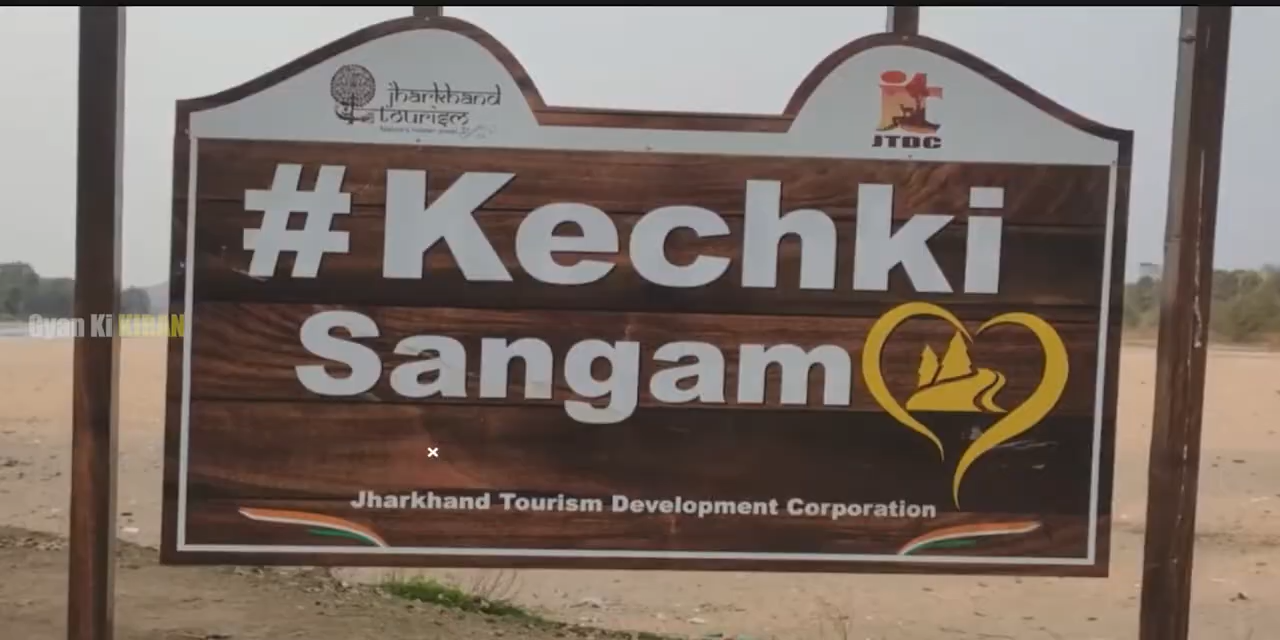 jharkhand
tourism
JTDC
#Kechki
Sangam
Gyan Ki KIRAN
Jharkhand Tourism Development Corporation